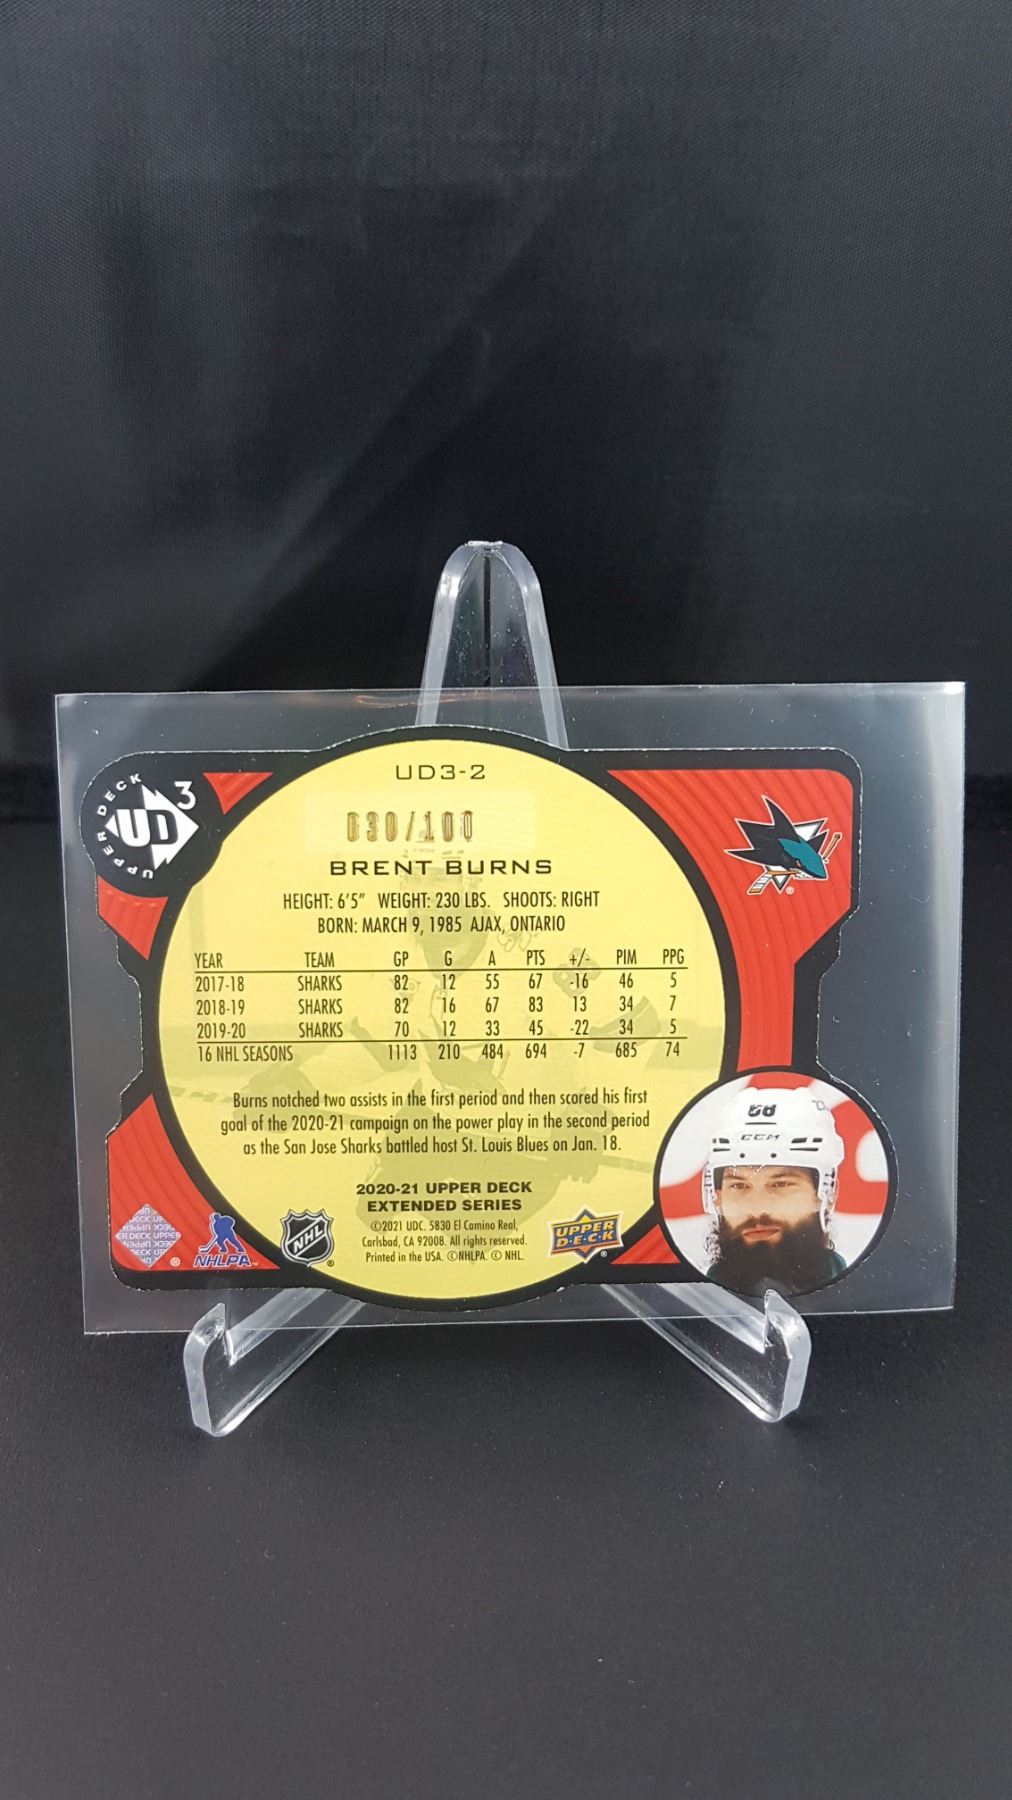 UPPER DECK
UD
3
UD3-2
030/100
BRENT BURNS
HEIGHT: 6'5" WEIGHT: 230 LBS. SHOOTS: RIGHT
BORN: MARCH 9, 1985 AJAX, ONTARIO
YEAR TEAM GP G A PTS +/- PIM PPG
2017-18 SHARKS 82 12 55 67 -16 46 5
2018-19 SHARKS 82 16 67 83 13 34 7
2019-20 SHARKS 70 12 33 45 -22 34 5
16 NHL SEASONS 1113 210 484 694 -7 685 74
Burns notched two assists in the first period and then scored his first
goal of the 2020-21 campaign on the power play in the second period
as the San Jose Sharks battled host St. Louis Blues on Jan. 18.
88
CCM
2020-21 UPPER DECK
EXTENDED SERIES
©2021 UDC. 5830 El Camino Real,
Carlsbad, CA 92008. All rights reserved.
Printed in the USA. ©NHLPA. © NHL.
NHLPA
NHL
UPPER
D·E·C·K